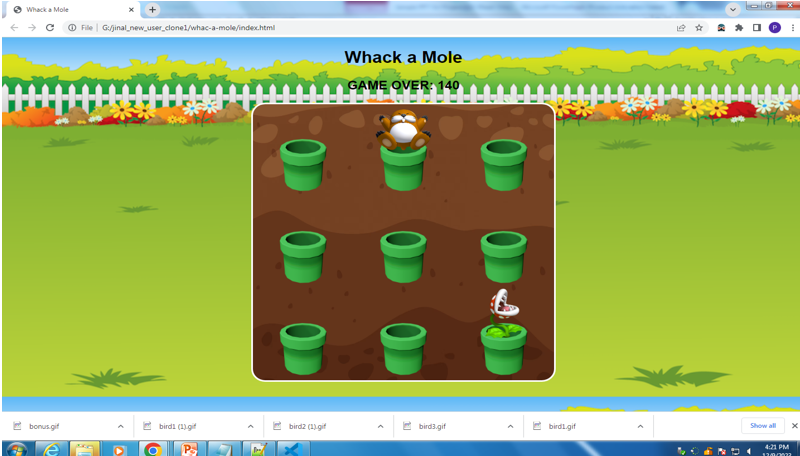 Whack a Mole
File G:/jinal_new_user_clone1/whac-a-mole/index.html
P
Whack a Mole
GAME OVER: 140
bonus.gif
bird1 (1).gif
bird2 (1).gif
bird3.gif
bird1.gif
Show all
4:21 PM